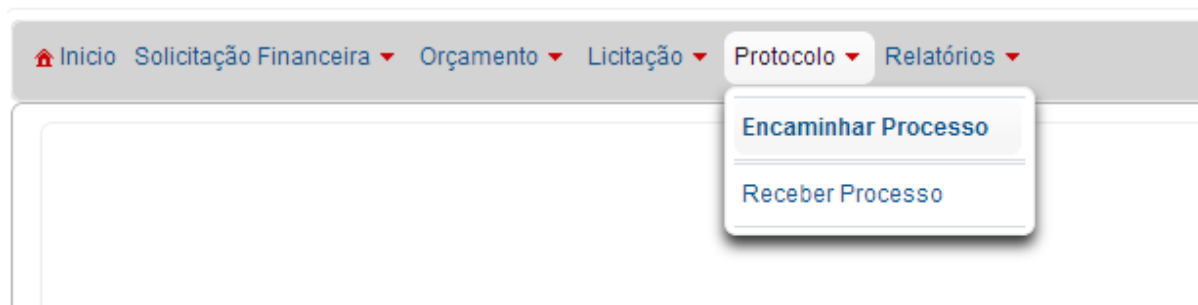 Inicio Solicitação Financeira Orçamento Licitação Protocolo Relatórios
Encaminhar Processo
Receber Processo